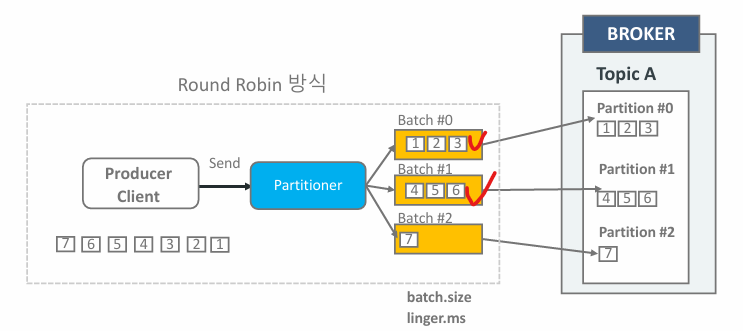 BROKER
Topic A
Round Robin 방식
Batch #0
1 2 3
Partition #0
1 2 3
Send
Producer
Client
Partitioner
Batch #1
4 5 6
Partition #1
4 5 6
Batch #2
7
Partition #2
7
7 6 5 4 3 2 1
batch.size
linger.ms